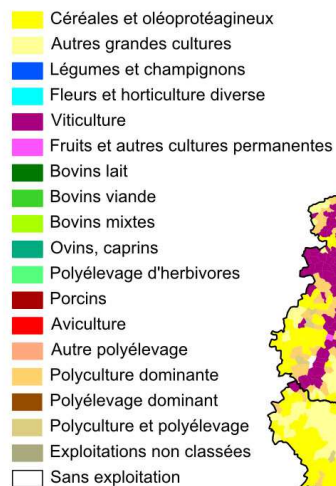 Céréales et oléoprotéagineux
Autres grandes cultures
Légumes et champignons
Fleurs et horticulture diverse
Viticulture
Fruits et autres cultures permanentes
Bovins lait
Bovins viande
Bovins mixtes
Ovins, caprins
Polyélevage d'herbivores
Porcins
Aviculture
Autre polyélevage
Polyculture dominante
Polyélevage dominant
Polyculture et polyélevage
Exploitations non classées
Sans exploitation